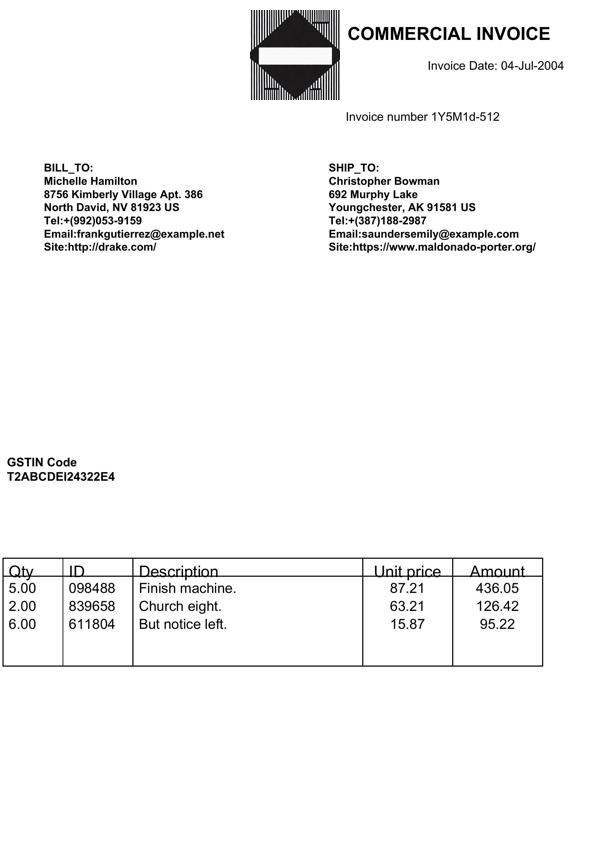 COMMERCIAL INVOICE
Invoice Date: 04-Jul-2004
Invoice number 1Y5M1d-512
BILL_TO:
Michelle Hamilton
8756 Kimberly Village Apt. 386
North David, NV 81923 US
Tel:+(992)053-9159
Email:frankgutierrez@example.net
Site:http://drake.com/
SHIP_TO:
Christopher Bowman
692 Murphy Lake
Youngchester, AK 91581 US
Tel:+(387)188-2987
Email:saundersemily@example.com
Site:https://www.maldonado-porter.org/
GSTIN Code
T2ABCDEI24322E4
Qty ID Description Unit price Amount
5.00 098488 Finish machine. 87.21 436.05
2.00 839658 Church eight. 63.21 126.42
6.00 611804 But notice left. 15.87 95.22